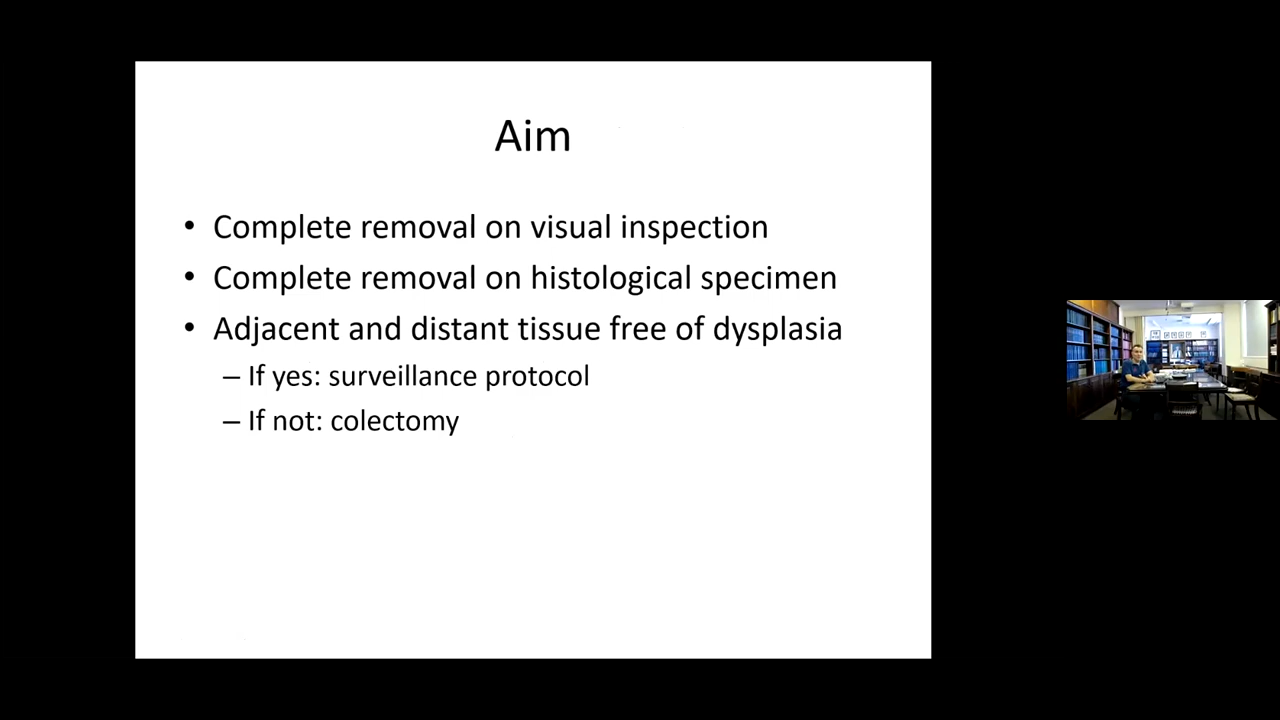 Aim
• Complete removal on visual inspection
• Complete removal on histological specimen
• Adjacent and distant tissue free of dysplasia
– If yes: surveillance protocol
– If not: colectomy